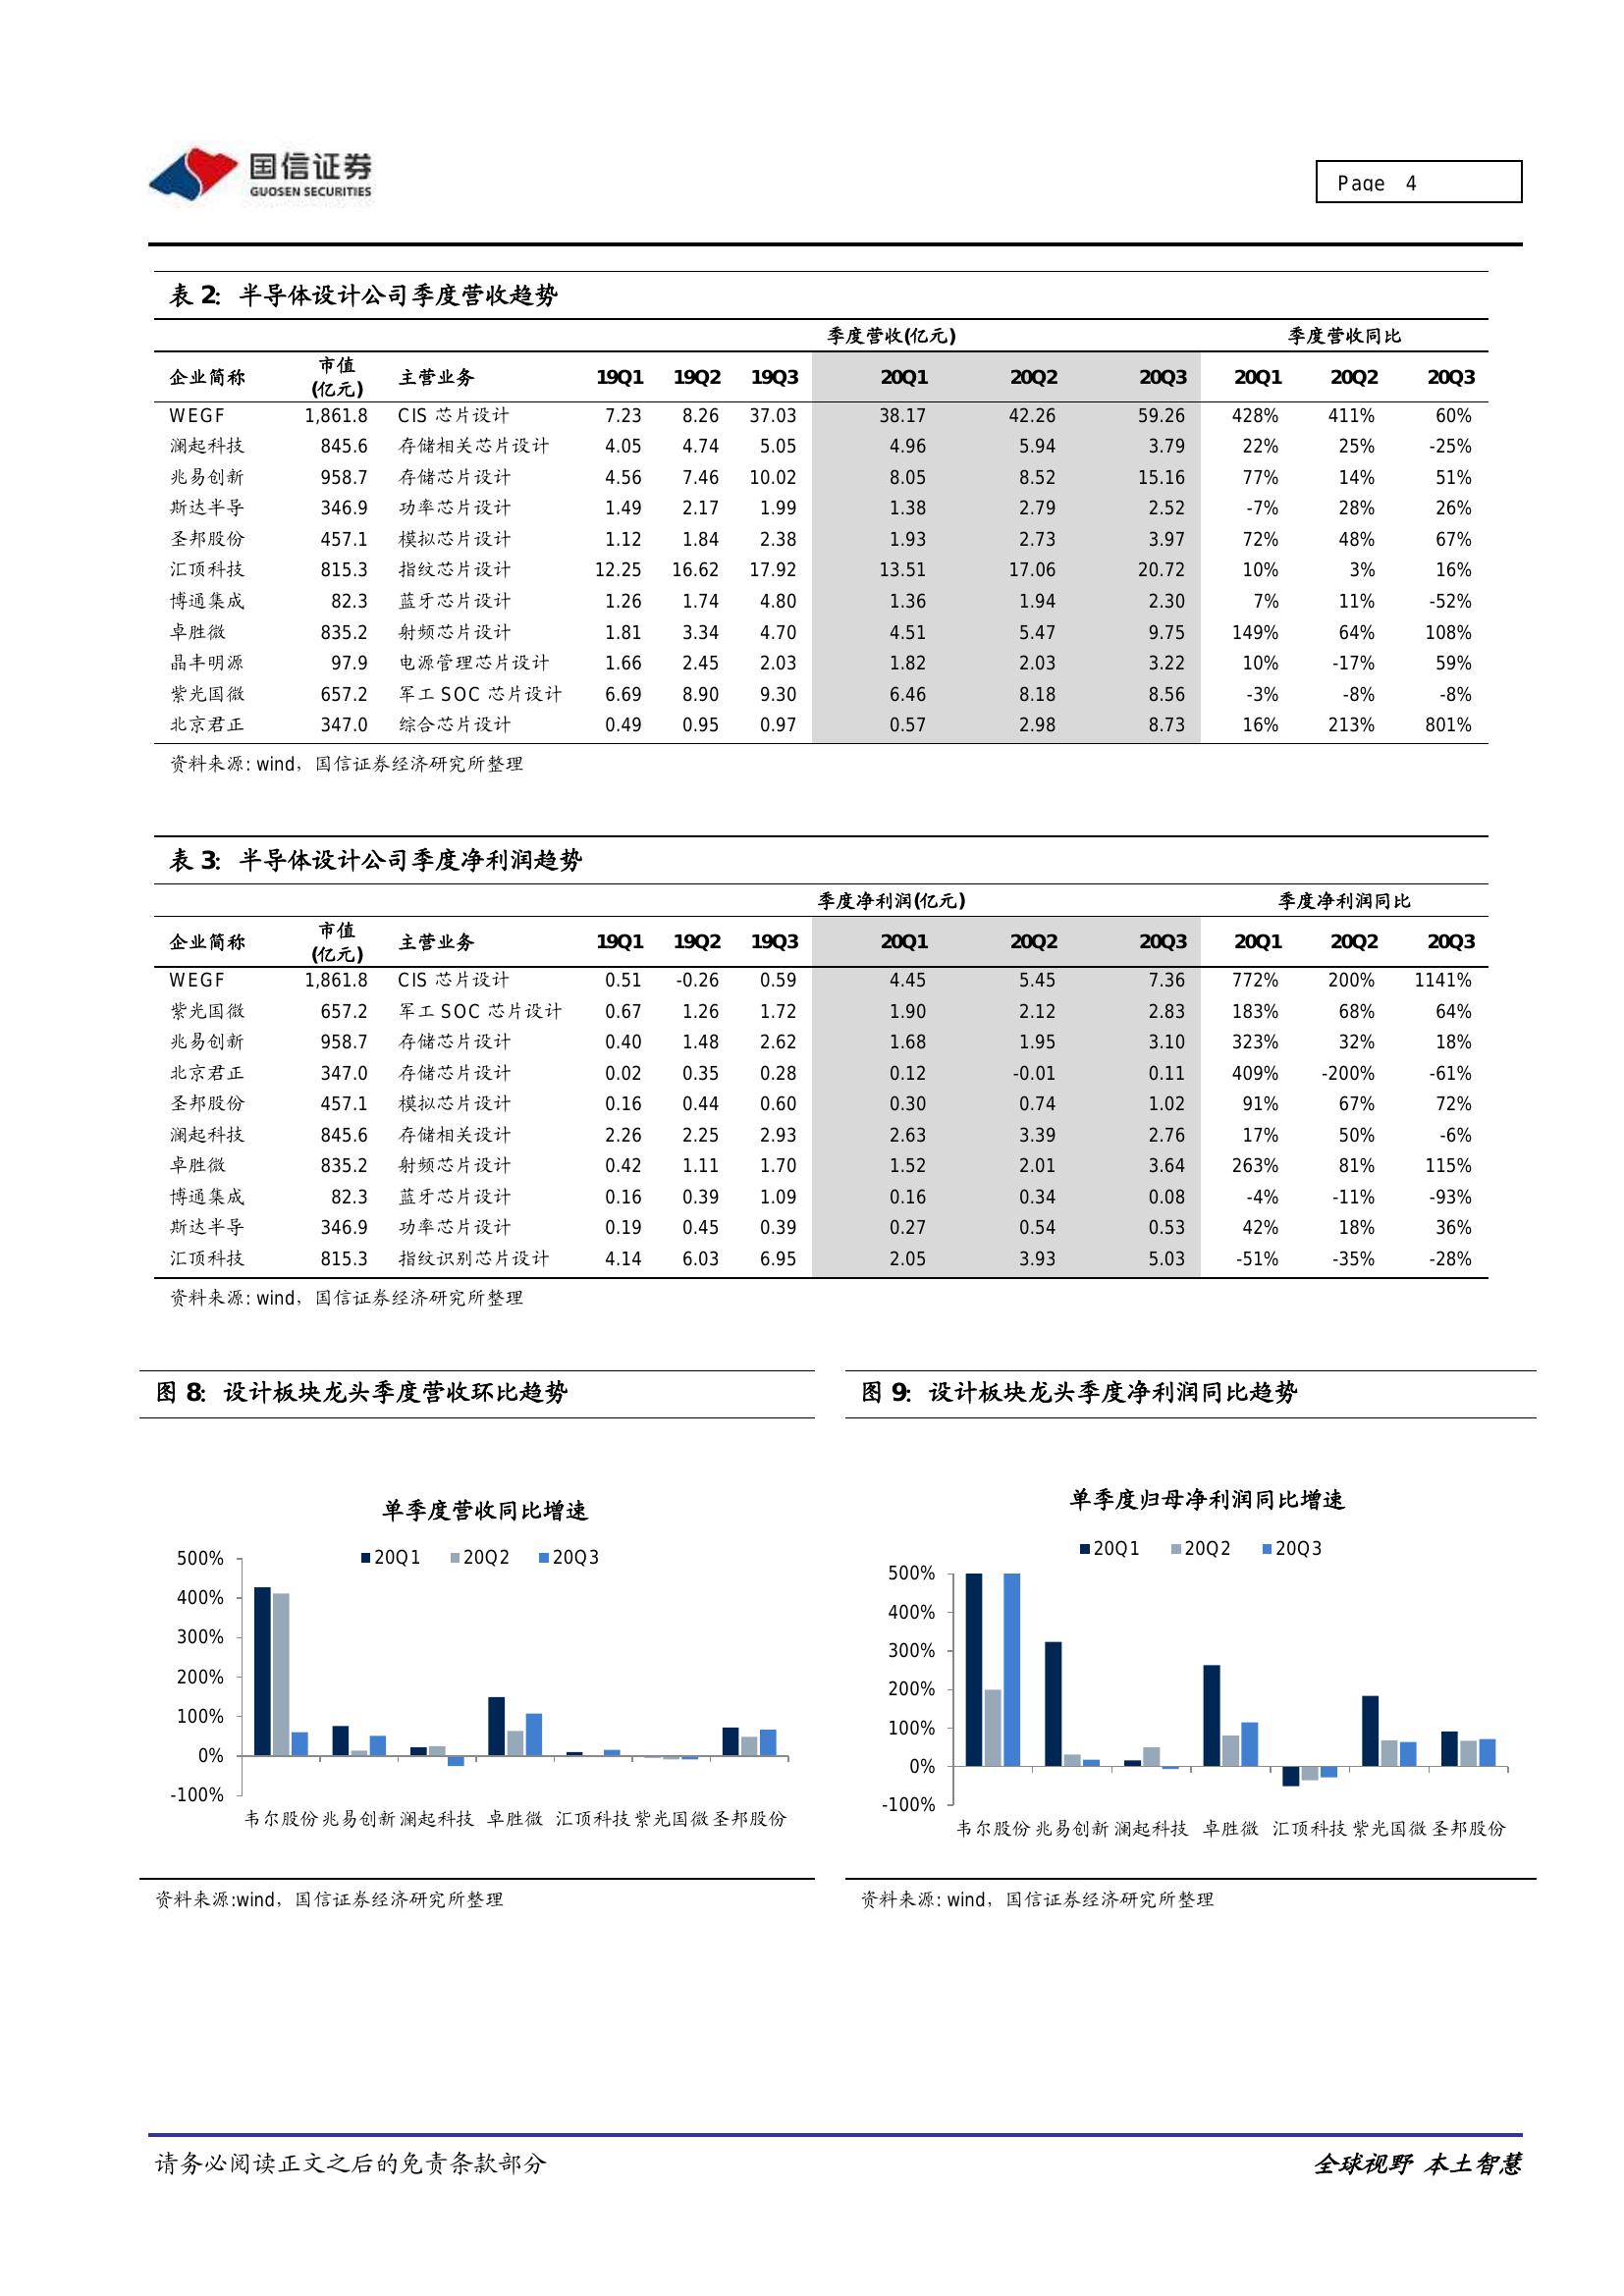 国信证券
GUOSEN SECURITIES
Page 4
表 2：半导体设计公司季度营收趋势
季度营收(亿元) 季度营收同比
企业简称 市值(亿元) 主营业务 19Q1 19Q2 19Q3 20Q1 20Q2 20Q3 20Q1 20Q2 20Q3
WEGF 1,861.8 CIS 芯片设计 7.23 8.26 37.03 38.17 42.26 59.26 428% 411% 60%
澜起科技 845.6 存储相关芯片设计 4.05 4.74 5.05 4.96 5.94 3.79 22% 25% -25%
兆易创新 958.7 存储芯片设计 4.56 7.46 10.02 8.05 8.52 15.16 77% 14% 51%
斯达半导 346.9 功率芯片设计 1.49 2.17 1.99 1.38 2.79 2.52 -7% 28% 26%
圣邦股份 457.1 模拟芯片设计 1.12 1.84 2.38 1.93 2.73 3.97 72% 48% 67%
汇顶科技 815.3 指纹芯片设计 12.25 16.62 17.92 13.51 17.06 20.72 10% 3% 16%
博通集成 82.3 蓝牙芯片设计 1.26 1.74 4.80 1.36 1.94 2.30 7% 11% -52%
卓胜微 835.2 射频芯片设计 1.81 3.34 4.70 4.51 5.47 9.75 149% 64% 108%
晶丰明源 97.9 电源管理芯片设计 1.66 2.45 2.03 1.82 2.03 3.22 10% -17% 59%
紫光国微 657.2 军工 SOC 芯片设计 6.69 8.90 9.30 6.46 8.18 8.56 -3% -8% -8%
北京君正 347.0 综合芯片设计 0.49 0.95 0.97 0.57 2.98 8.73 16% 213% 801%
资料来源: wind，国信证券经济研究所整理
表 3：半导体设计公司季度净利润趋势
季度净利润(亿元) 季度净利润同比
企业简称 市值(亿元) 主营业务 19Q1 19Q2 19Q3 20Q1 20Q2 20Q3 20Q1 20Q2 20Q3
WEGF 1,861.8 CIS 芯片设计 0.51 -0.26 0.59 4.45 5.45 7.36 772% 200% 1141%
紫光国微 657.2 军工 SOC 芯片设计 0.67 1.26 1.72 1.90 2.12 2.83 183% 68% 64%
兆易创新 958.7 存储芯片设计 0.40 1.48 2.62 1.68 1.95 3.10 323% 32% 18%
北京君正 347.0 存储芯片设计 0.02 0.35 0.28 0.12 -0.01 0.11 409% -200% -61%
圣邦股份 457.1 模拟芯片设计 0.16 0.44 0.60 0.30 0.74 1.02 91% 67% 72%
澜起科技 845.6 存储相关设计 2.26 2.25 2.93 2.63 3.39 2.76 17% 50% -6%
卓胜微 835.2 射频芯片设计 0.42 1.11 1.70 1.52 2.01 3.64 263% 81% 115%
博通集成 82.3 蓝牙芯片设计 0.16 0.39 1.09 0.16 0.34 0.08 -4% -11% -93%
斯达半导 346.9 功率芯片设计 0.19 0.45 0.39 0.27 0.54 0.53 42% 18% 36%
汇顶科技 815.3 指纹识别芯片设计 4.14 6.03 6.95 2.05 3.93 5.03 -51% -35% -28%
资料来源: wind，国信证券经济研究所整理
图 8：设计板块龙头季度营收环比趋势
单季度营收同比增速
20Q1 20Q2 20Q3
500%
400%
300%
200%
100%
0%
-100%
韦尔股份 兆易创新 澜起科技 卓胜微 汇顶科技 紫光国微 圣邦股份
资料来源:wind，国信证券经济研究所整理
图 9：设计板块龙头季度净利润同比趋势
单季度归母净利润同比增速
20Q1 20Q2 20Q3
500%
400%
300%
200%
100%
0%
-100%
韦尔股份 兆易创新 澜起科技 卓胜微 汇顶科技 紫光国微 圣邦股份
资料来源: wind，国信证券经济研究所整理
请务必阅读正文之后的免责条款部分
全球视野 本土智慧